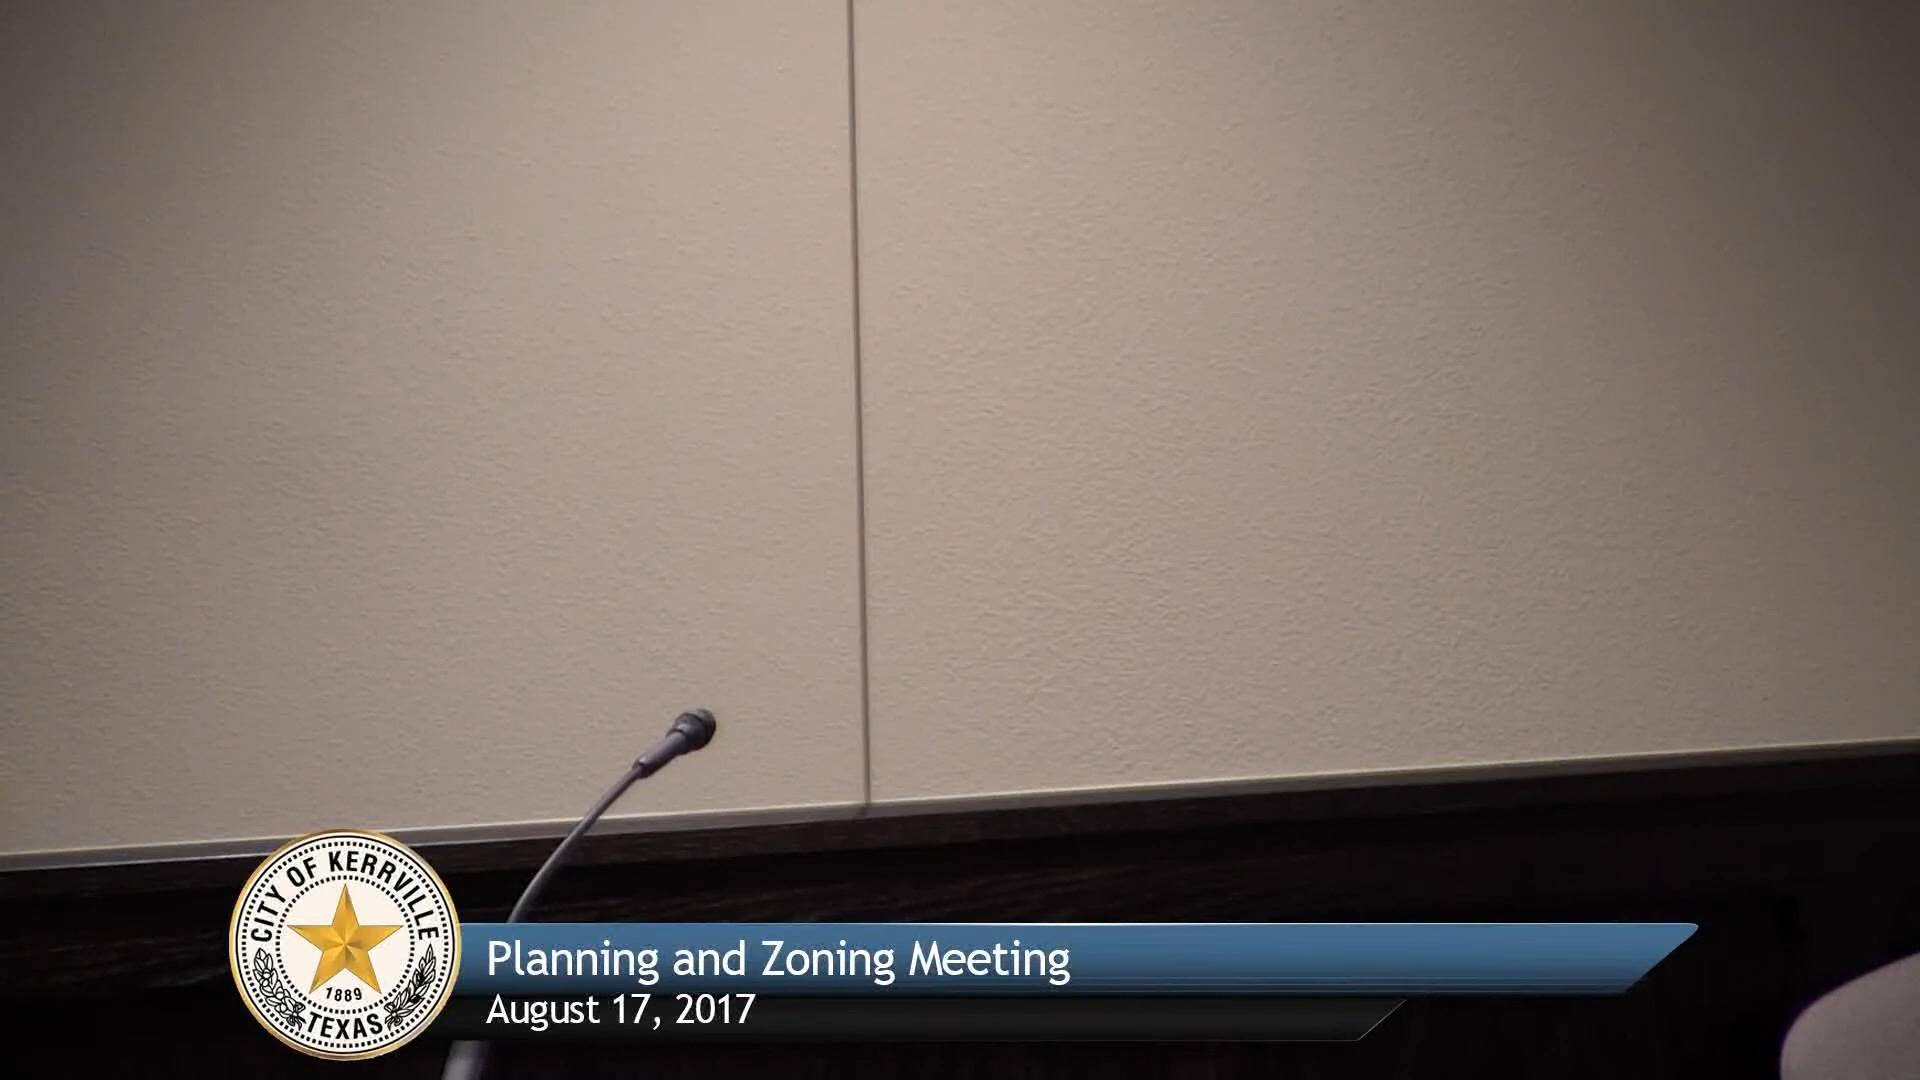 CITY OF KERRVILLE
1889
TEXAS
Planning and Zoning Meeting
August 17, 2017